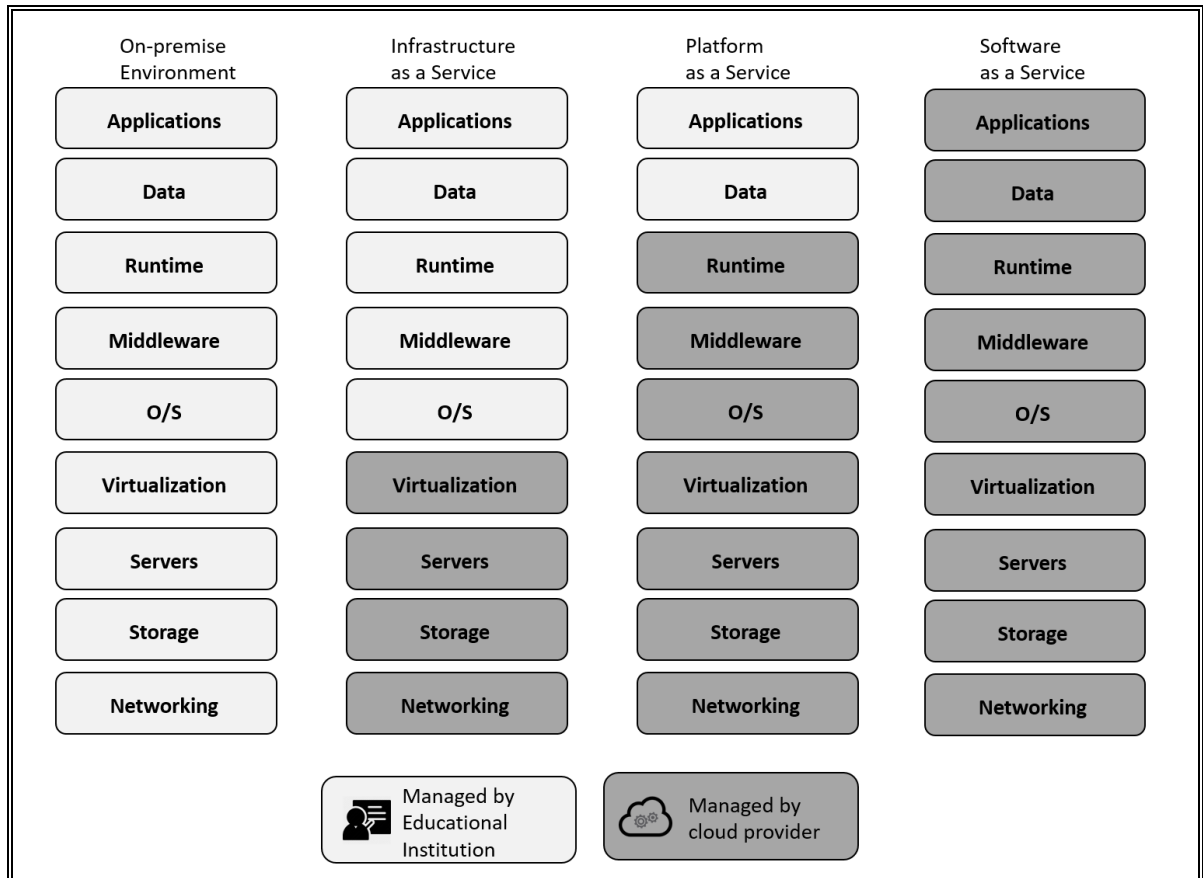 On-premise
Environment
Infrastructure
as a Service
Platform
as a Service
Software
as a Service
Applications
Applications
Applications
Applications
Data
Data
Data
Data
Runtime
Runtime
Runtime
Runtime
Middleware
Middleware
Middleware
Middleware
O/S
O/S
O/S
O/S
Virtualization
Virtualization
Virtualization
Virtualization
Servers
Servers
Servers
Servers
Storage
Storage
Storage
Storage
Networking
Networking
Networking
Networking
Managed by
Educational
Institution
Managed by
cloud provider